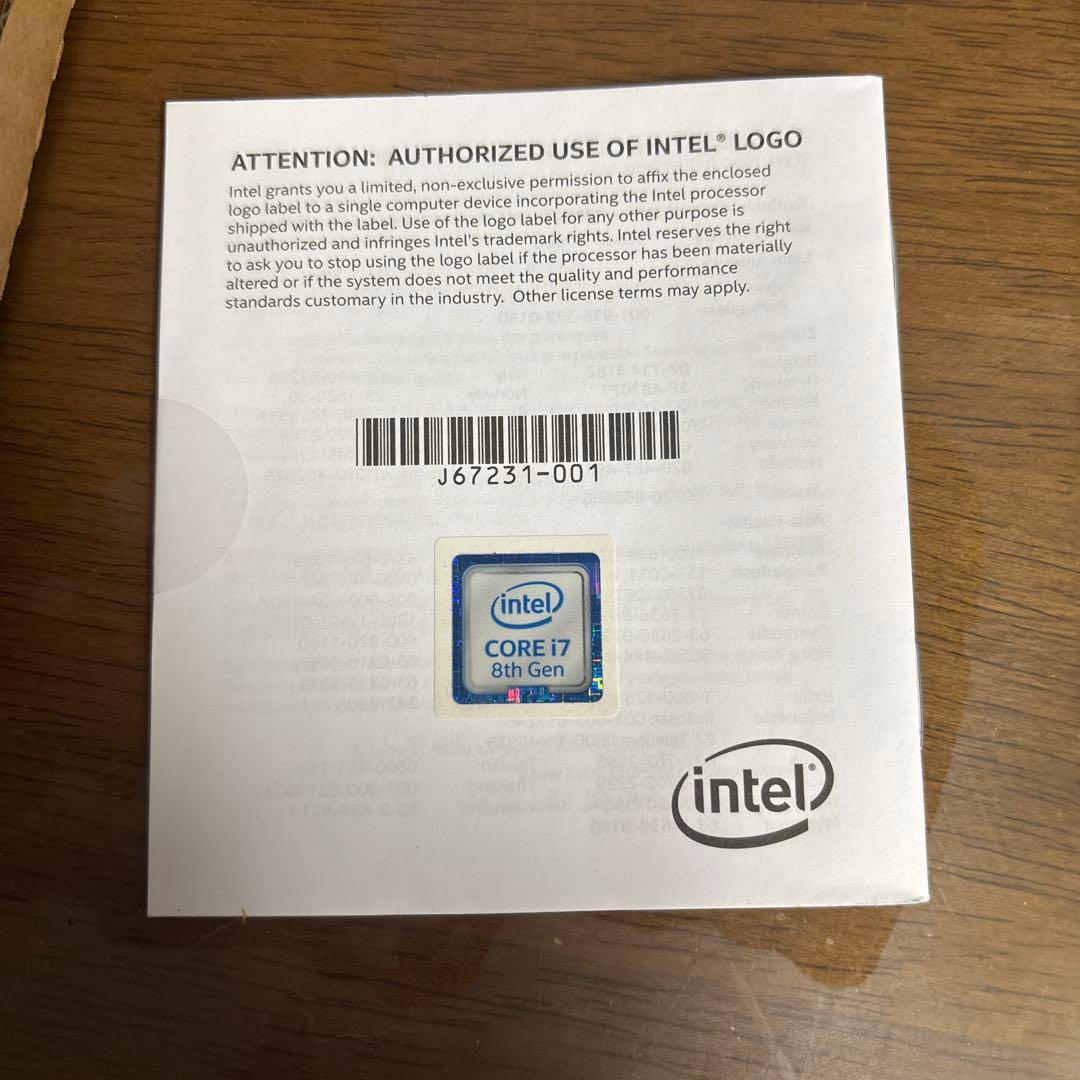 ATTENTION: AUTHORIZED USE OF INTEL® LOGO
Intel grants you a limited, non-exclusive permission to affix the enclosed
logo label to a single computer device incorporating the Intel processor
shipped with the label. Use of the logo label for any other purpose is
unauthorized and infringes Intel's trademark rights. Intel reserves the right
to ask you to stop using the logo label if the processor has been materially
altered or if the system does not meet the quality and performance
standards customary in the industry. Other license terms may apply.
J67231-001
intel
CORE i7
8th Gen
intel®